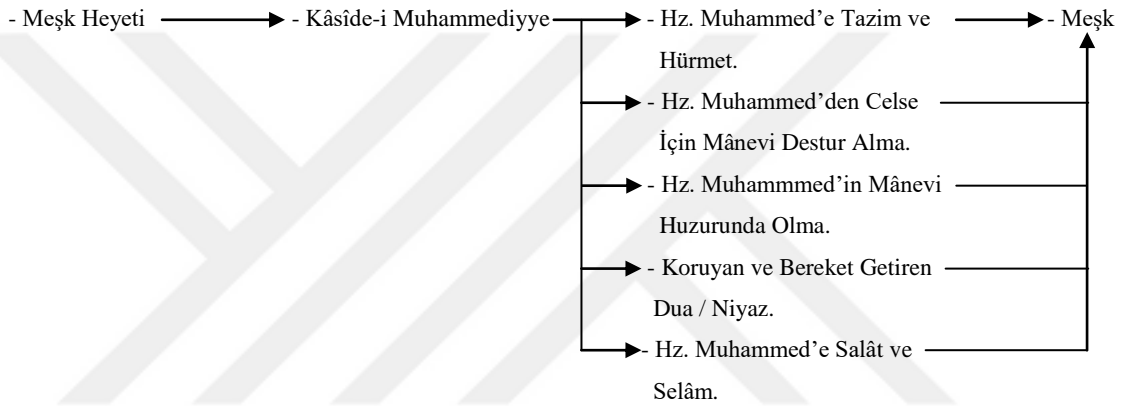 - Meşk Heyeti - Kâsîde-i Muhammediyye - Hz. Muhammed’e Tazim ve - Meşk
Hürmet.
- Hz. Muhammed’den Celse
İçin Mânevi Destur Alma.
- Hz. Muhammmed’in Mânevi
Huzurunda Olma.
- Koruyan ve Bereket Getiren
Dua / Niyaz.
- Hz. Muhammed’e Salât ve
Selâm.